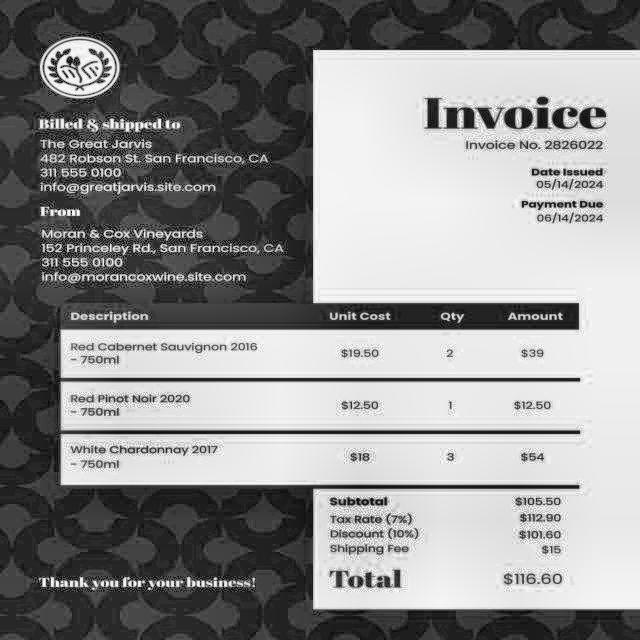 Invoice
Invoice No. 2826022
Date Issued
05/14/2024
Payment Due
06/14/2024
Billed & shipped to
The Great Jarvis
482 Robson St. San Francisco, CA
311 555 0100
info@greatjarvis.site.com
From
Moran & Cox Vineyards
152 Princeley Rd., San Francisco, CA
311 555 0100
info@morancoxwine.site.com
Description Unit Cost Qty Amount
Red Cabernet Sauvignon 2016
- 750ml $19.50 2 $39
Red Pinot Noir 2020
- 750ml $12.50 1 $12.50
White Chardonnay 2017
- 750ml $18 3 $54
Subtotal $105.50
Tax Rate (7%) $112.90
Discount (10%) $101.60
Shipping Fee $15
Total $116.60
Thank you for your business!